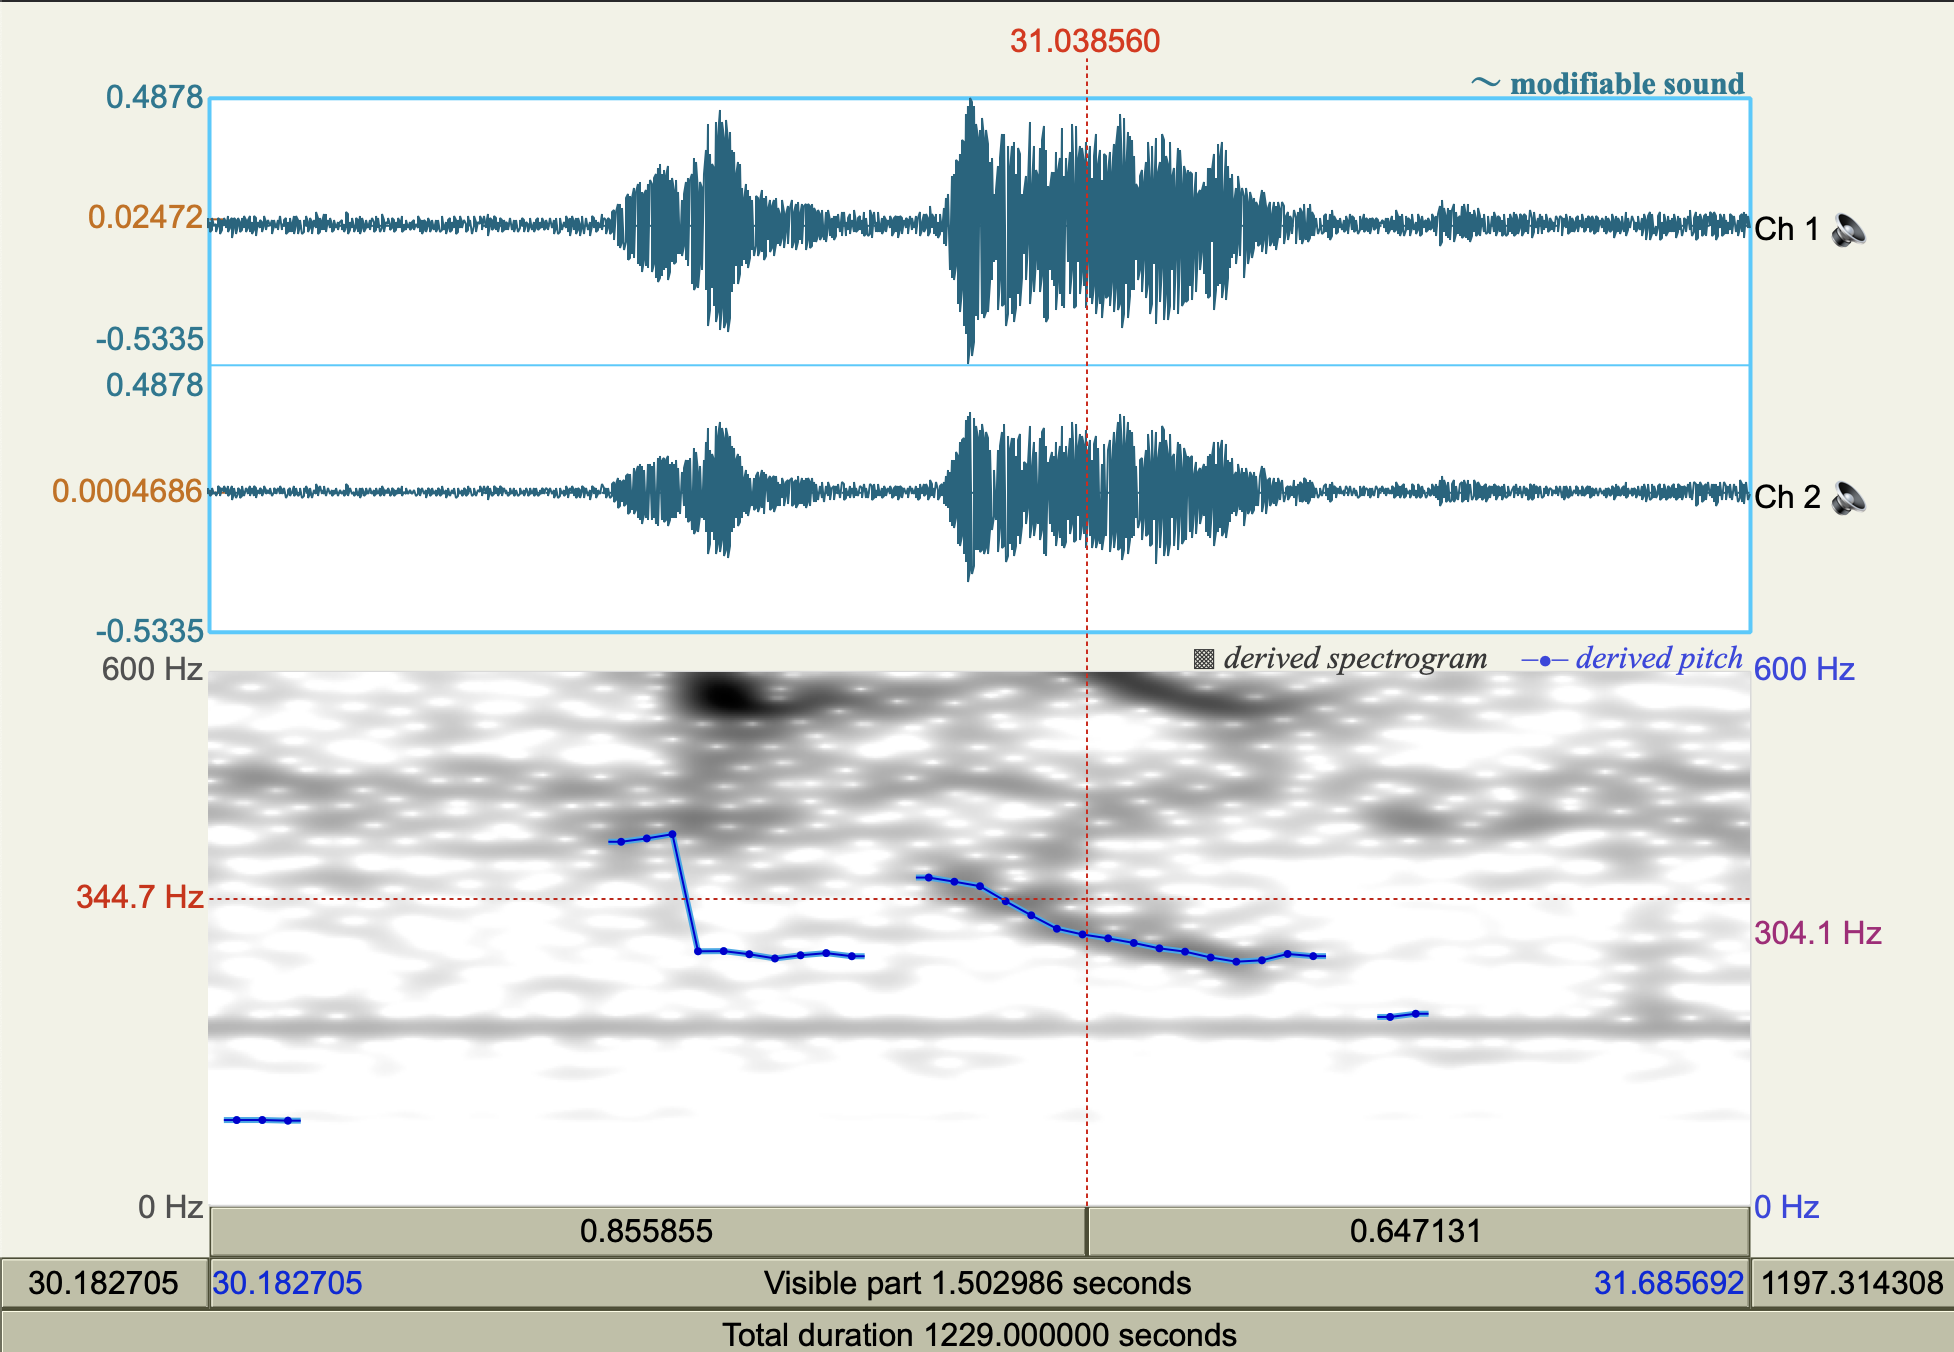 31.038560
~ modifiable sound
0.4878
0.02472
Ch 1
-0.5335
0.4878
0.0004686
Ch 2
-0.5335
derived spectrogram
derived pitch
600 Hz
600 Hz
344.7 Hz
304.1 Hz
0 Hz
0 Hz
0.855855
0.647131
30.182705
30.182705
Visible part 1.502986 seconds
31.685692
1197.314308
Total duration 1229.000000 seconds